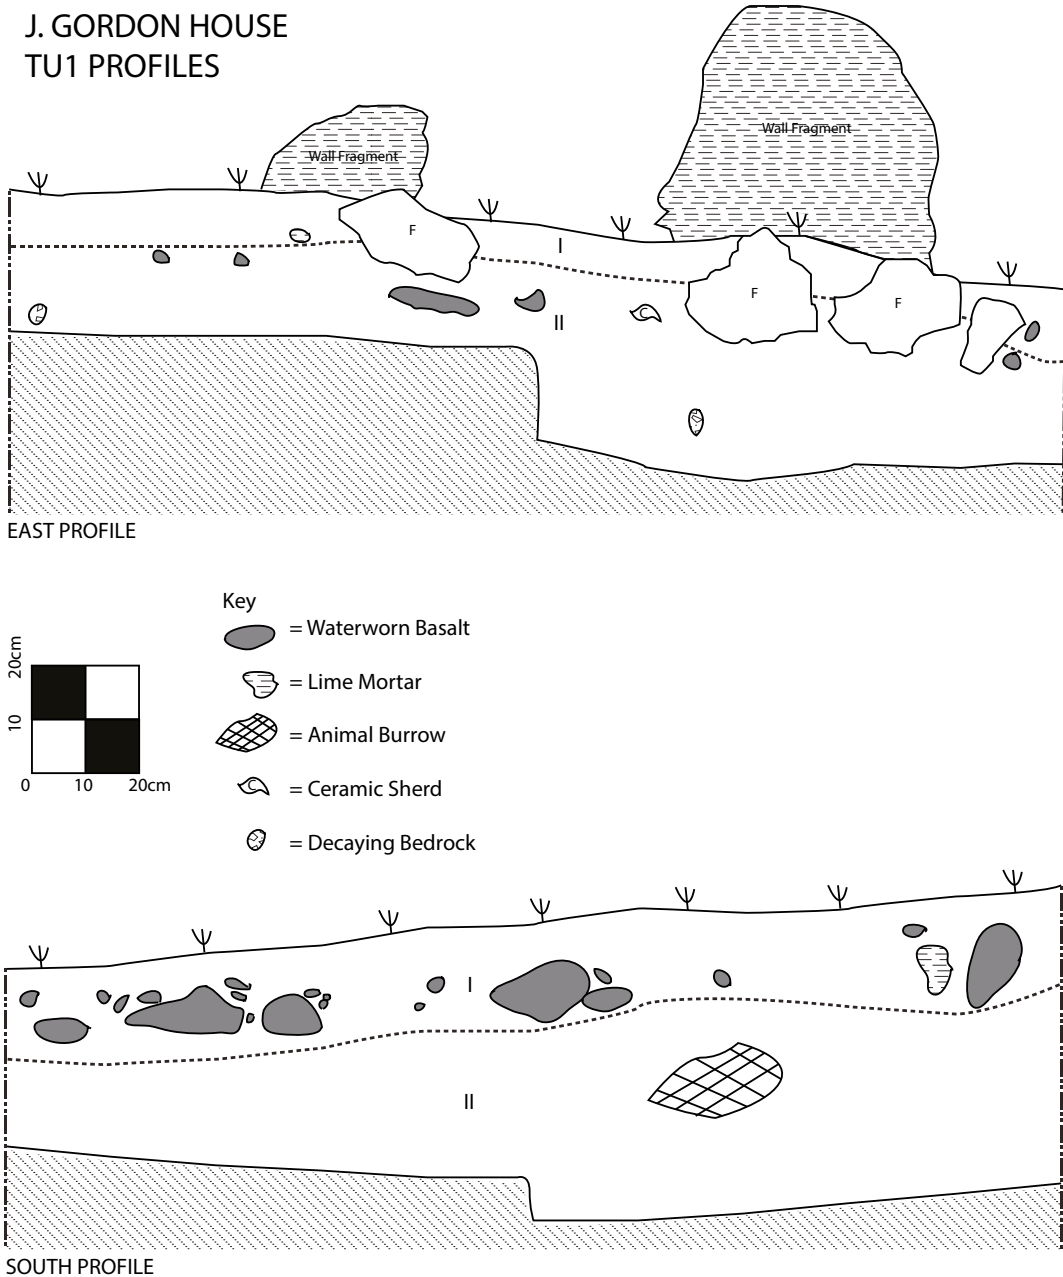 J. GORDON HOUSE
TU1 PROFILES
Wall Fragment
Wall Fragment
F
I
F
F
II
EAST PROFILE
Key
= Waterworn Basalt
= Lime Mortar
= Animal Burrow
= Ceramic Sherd
= Decaying Bedrock
20cm
10
0 10 20cm
I
II
SOUTH PROFILE